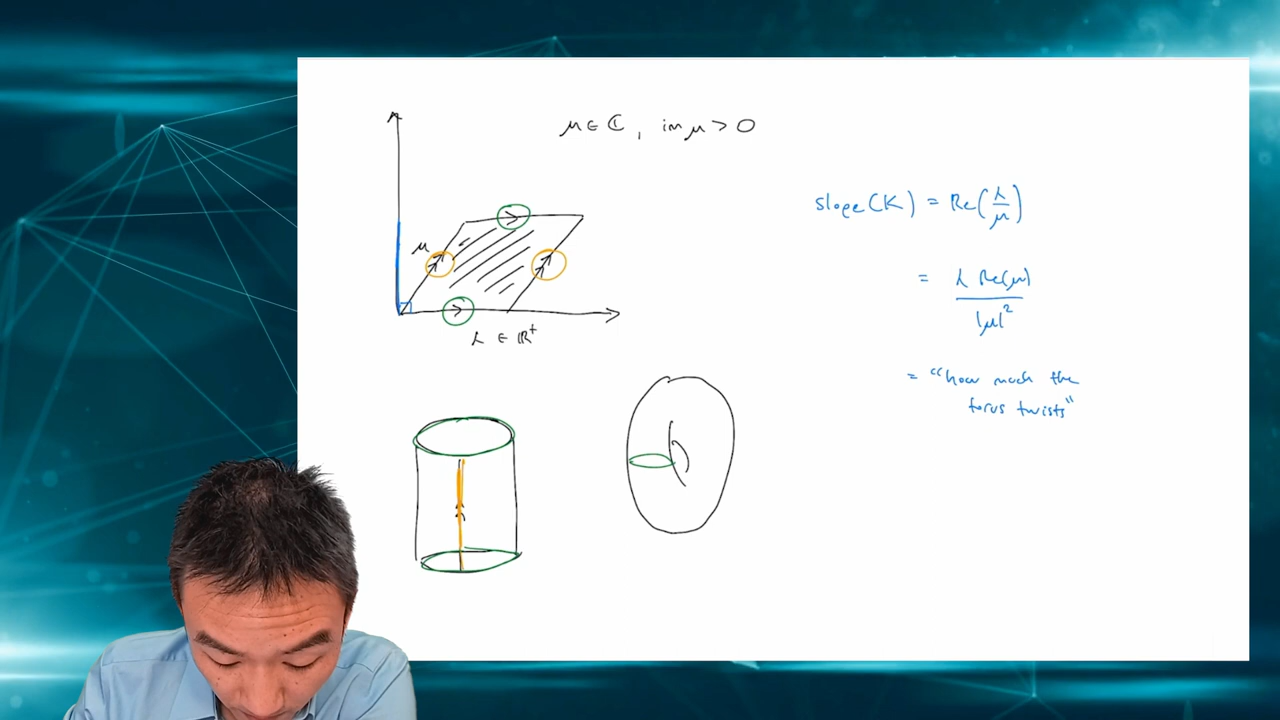 μ ∈ ℂ, im μ > 0
slope(K) = Re(λ/μ)
= λ Re(μ) / |μ|²
= "how much the
torus twists"
μ
λ ∈ ℝ⁺